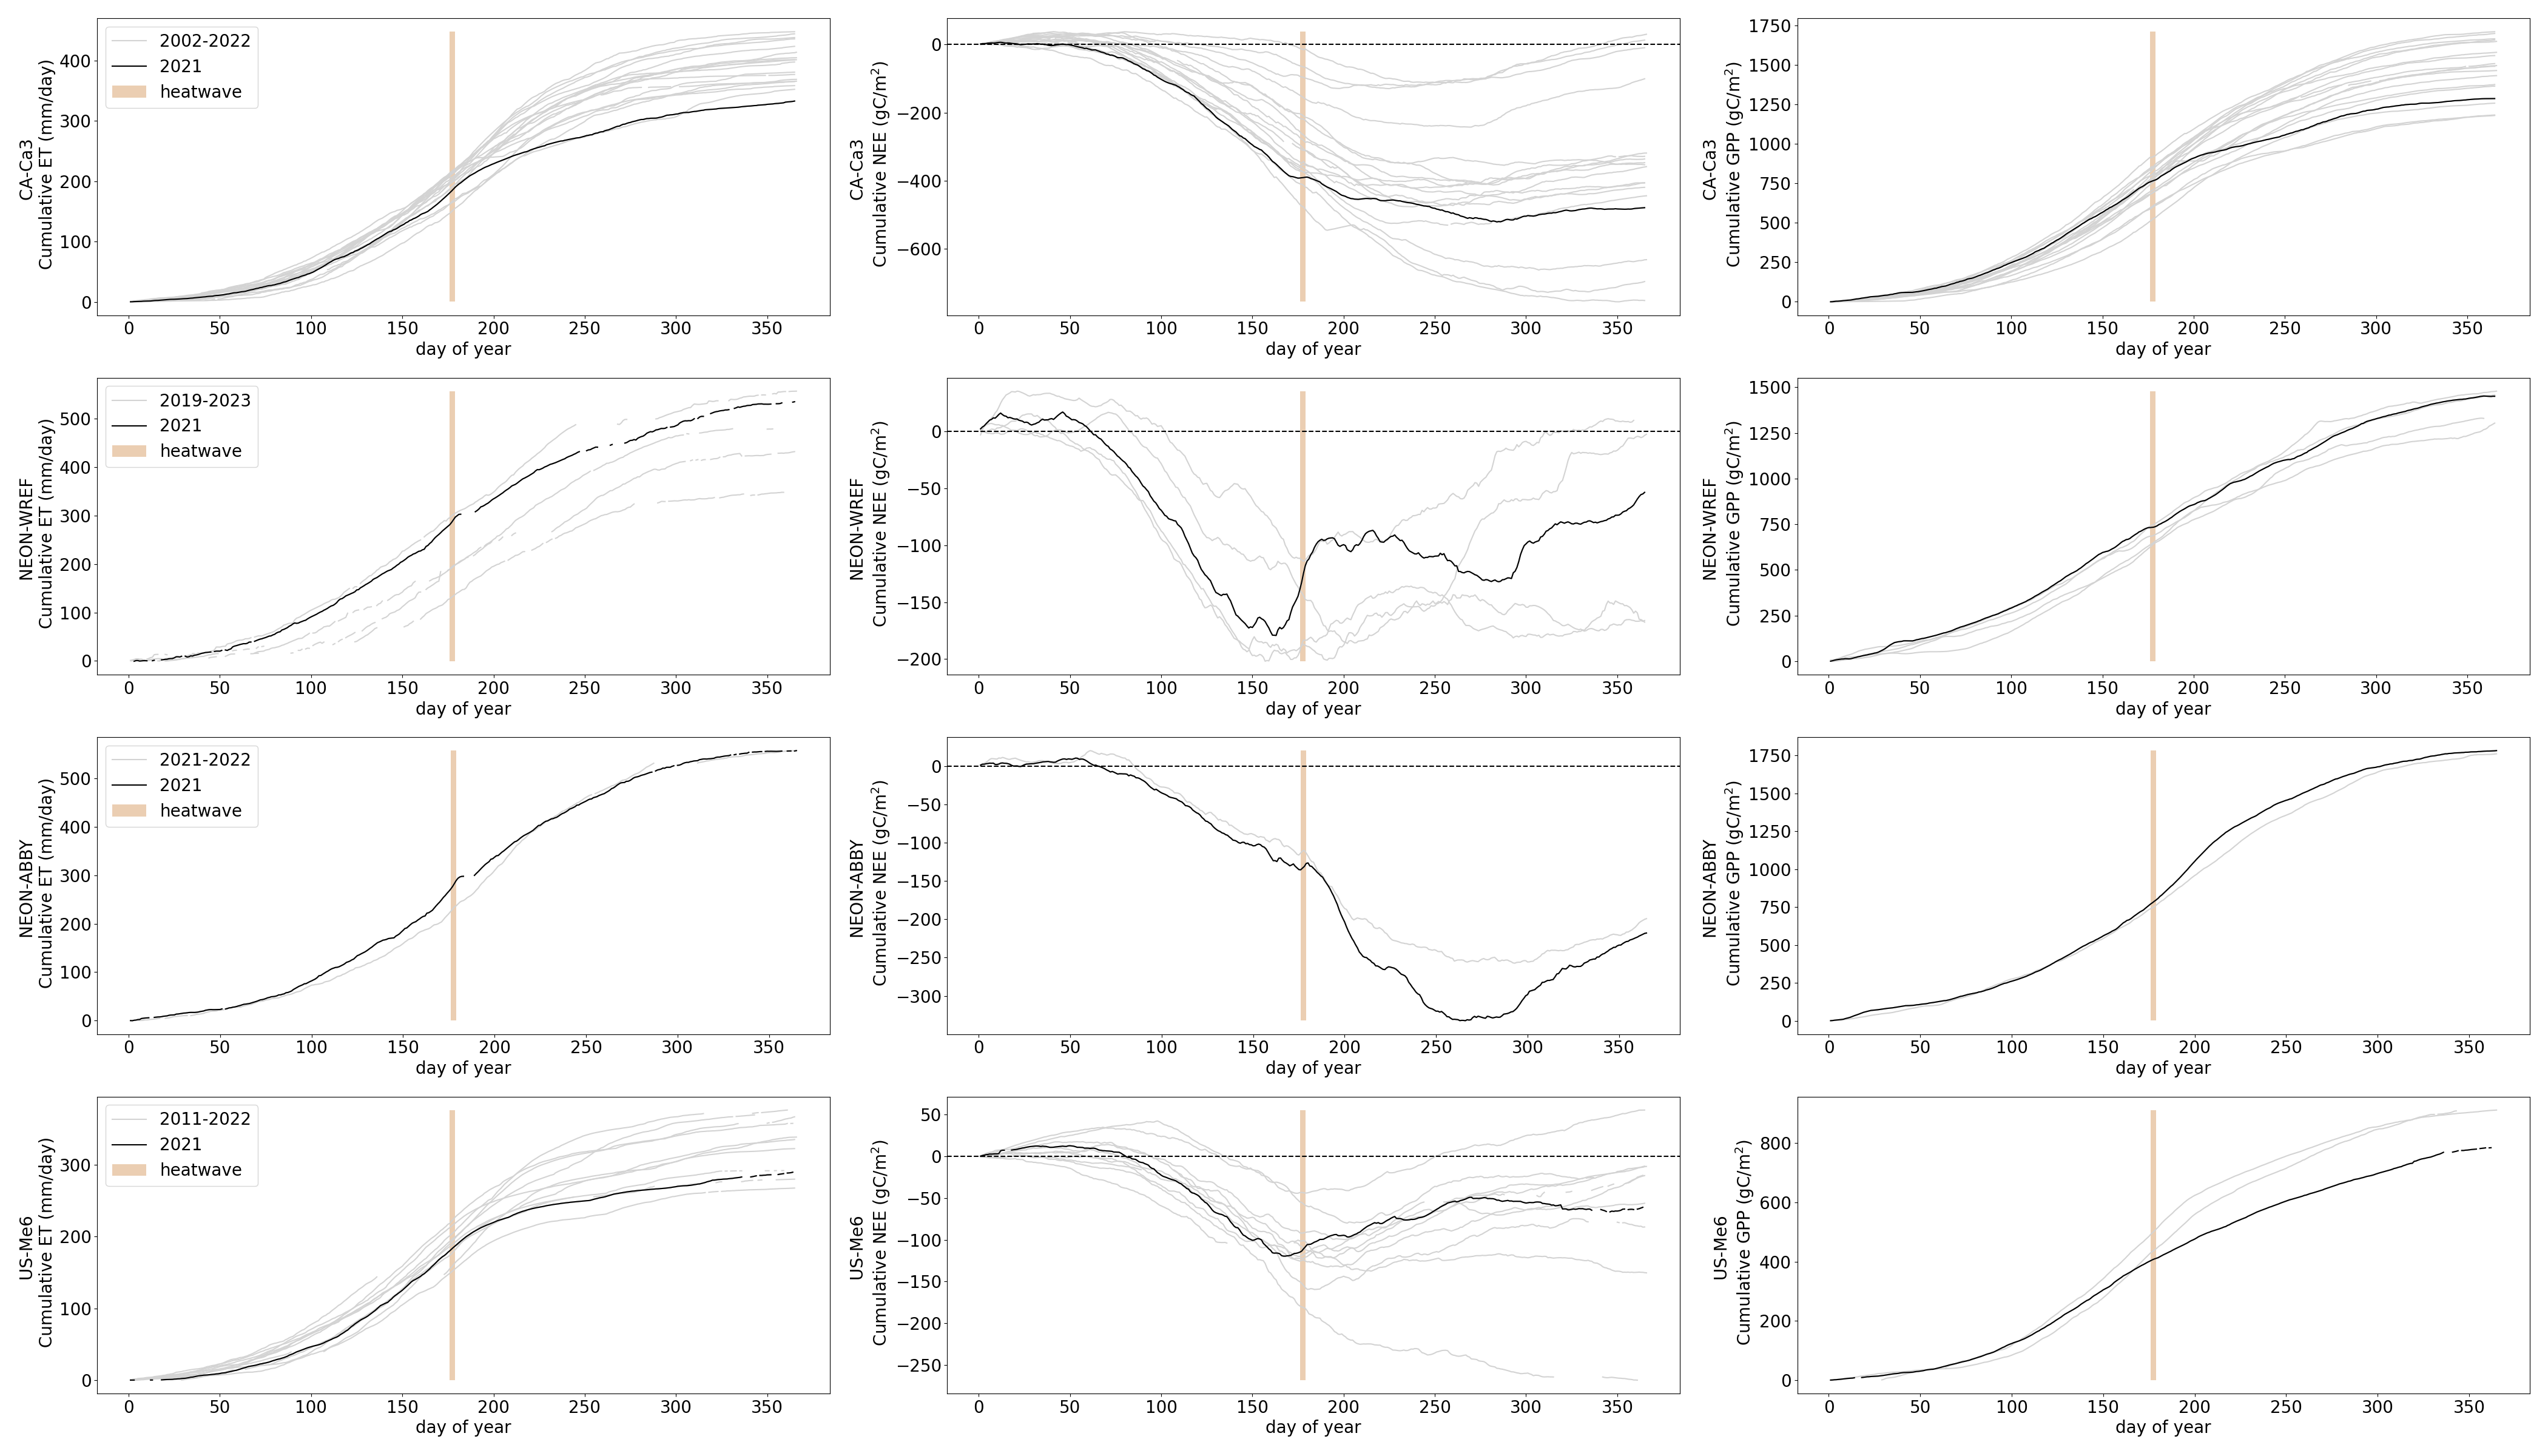 CA-Ca3
Cumulative ET (mm/day)
400
300
200
100
0
2002-2022
2021
heatwave
0 50 100 150 200 250 300 350
day of year
CA-Ca3
Cumulative NEE (gC/m²)
0
−200
−400
−600
0 50 100 150 200 250 300 350
day of year
CA-Ca3
Cumulative GPP (gC/m²)
1750
1500
1250
1000
750
500
250
0
0 50 100 150 200 250 300 350
day of year
NEON-WREF
Cumulative ET (mm/day)
500
400
300
200
100
0
2019-2023
2021
heatwave
0 50 100 150 200 250 300 350
day of year
NEON-WREF
Cumulative NEE (gC/m²)
0
−50
−100
−150
−200
0 50 100 150 200 250 300 350
day of year
NEON-WREF
Cumulative GPP (gC/m²)
1500
1250
1000
750
500
250
0
0 50 100 150 200 250 300 350
day of year
NEON-ABBY
Cumulative ET (mm/day)
500
400
300
200
100
0
2021-2022
2021
heatwave
0 50 100 150 200 250 300 350
day of year
NEON-ABBY
Cumulative NEE (gC/m²)
0
−50
−100
−150
−200
−250
−300
0 50 100 150 200 250 300 350
day of year
NEON-ABBY
Cumulative GPP (gC/m²)
1750
1500
1250
1000
750
500
250
0
0 50 100 150 200 250 300 350
day of year
US-Me6
Cumulative ET (mm/day)
300
200
100
0
2011-2022
2021
heatwave
0 50 100 150 200 250 300 350
day of year
US-Me6
Cumulative NEE (gC/m²)
50
0
−50
−100
−150
−200
−250
0 50 100 150 200 250 300 350
day of year
US-Me6
Cumulative GPP (gC/m²)
800
600
400
200
0
0 50 100 150 200 250 300 350
day of year